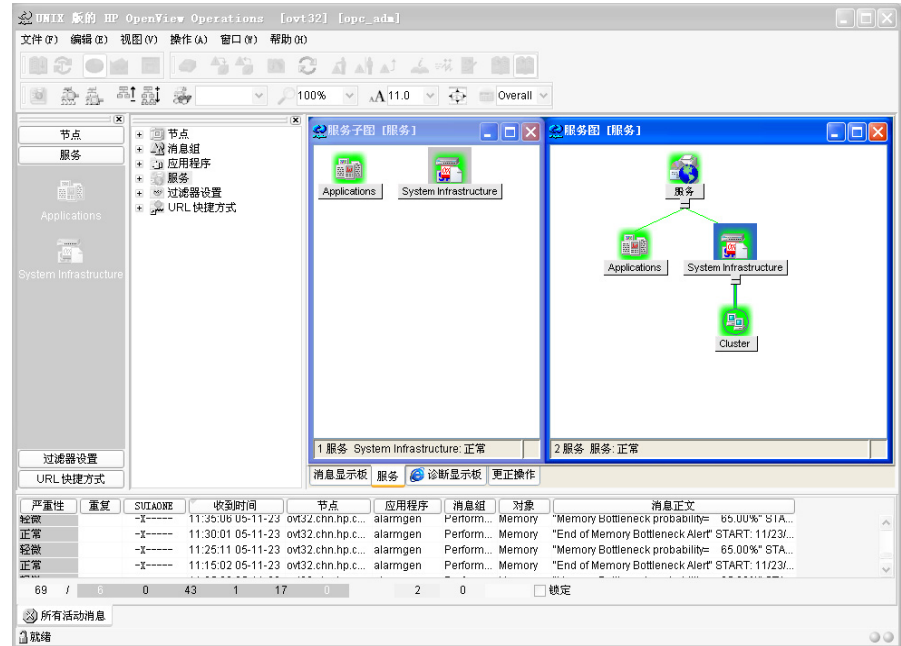 UNIX 版的 HP OpenView Operations [ovt32] [opc_adm]
文件(F) 编辑(E) 视图(V) 操作(A) 窗口(W) 帮助(H)
100% AA 11.0 Overall
节点
服务
Applications
System Infrastructure
过滤器设置
URL 快捷方式
+ 节点
+ 消息组
+ 应用程序
+ 服务
+ 过滤器设置
+ URL 快捷方式
服务子图 [服务]
Applications System Infrastructure
1 服务 System Infrastructure: 正常
服务图 [服务]
服务
Applications System Infrastructure
Cluster
2 服务 服务: 正常
消息显示板 服务 诊断显示板 更正操作
严重性 重复 SUIAONE 收到时间 节点 应用程序 消息组 对象 消息正文
轻微 -X----- 11:35:06 05-11-23 ovt32.chn.hp.c... alarmgen Perform... Memory "Memory Bottleneck probability= 65.00%" STA...
正常 -X----- 11:30:01 05-11-23 ovt32.chn.hp.c... alarmgen Perform... Memory "End of Memory Bottleneck Alert" START: 11/23/...
轻微 -X----- 11:25:11 05-11-23 ovt32.chn.hp.c... alarmgen Perform... Memory "Memory Bottleneck probability= 65.00%" STA...
正常 -X----- 11:15:02 05-11-23 ovt32.chn.hp.c... alarmgen Perform... Memory "End of Memory Bottleneck Alert" START: 11/23/...
69 / 6 0 43 1 17 0 2 0 锁定
所有活动消息
就绪